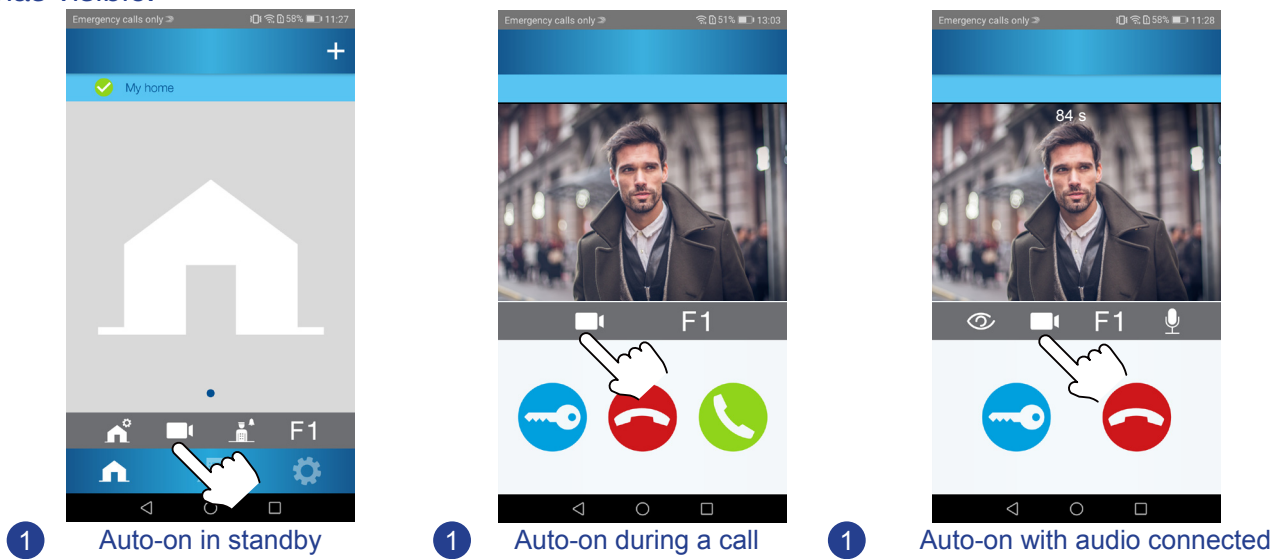 Emergency calls only 58% 11:27
+
My home
F1
1 Auto-on in standby
Emergency calls only 51% 13:03
F1
1 Auto-on during a call
Emergency calls only 58% 11:28
84 s
F1
1 Auto-on with audio connected